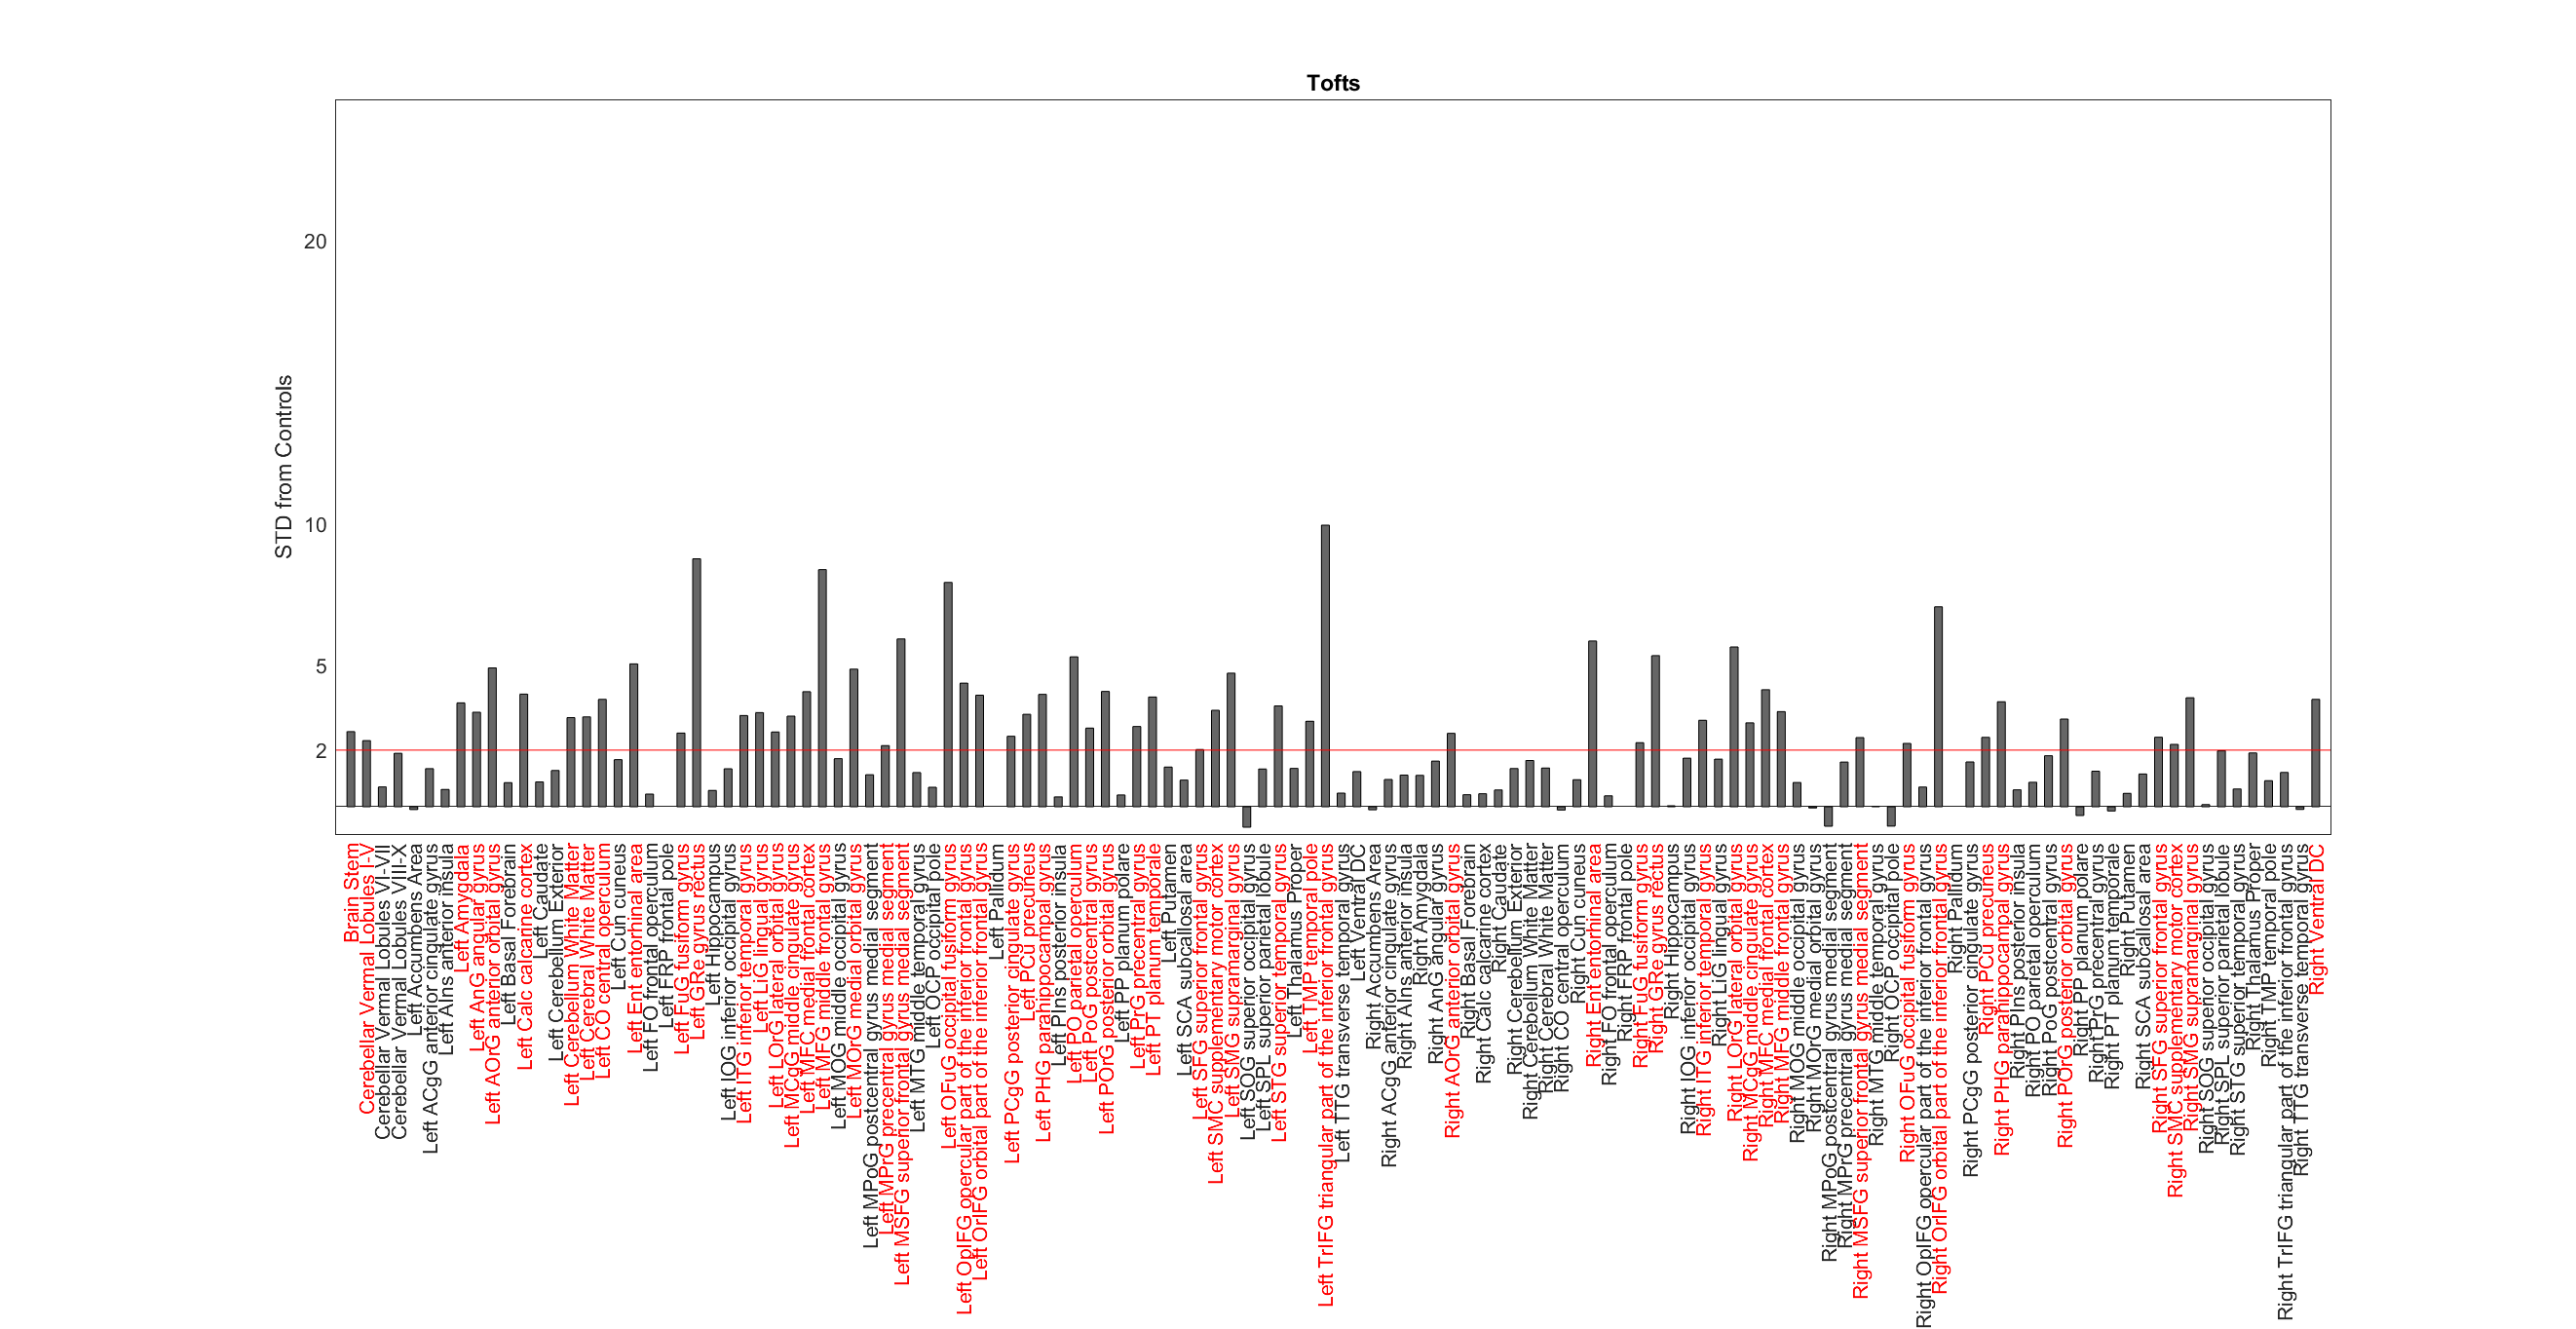 Tofts
STD from Controls
20
10
5
2
Brain Stem
Cerebellar Vermal Lobules I-V
Cerebellar Vermal Lobules VI-VII
Cerebellar Vermal Lobules VIII-X
Left Accumbens Area
Left ACgG anterior cingulate gyrus
Left AIns anterior insula
Left Amygdala
Left AnG angular gyrus
Left AOrG anterior orbital gyrus
Left Basal Forebrain
Left Calc calcarine cortex
Left Caudate
Left Cerebellum Exterior
Left Cerebellum White Matter
Left Cerebral White Matter
Left CO central operculum
Left Cun cuneus
Left Ent entorhinal area
Left FO frontal operculum
Left FRP frontal pole
Left FuG fusiform gyrus
Left GRe gyrus rectus
Left Hippocampus
Left IOG inferior occipital gyrus
Left ITG inferior temporal gyrus
Left LiG lingual gyrus
Left LOrG lateral orbital gyrus
Left MCgG middle cingulate gyrus
Left MFC medial frontal cortex
Left MFG middle frontal gyrus
Left MOG middle occipital gyrus
Left MOrG medial orbital gyrus
Left MPoG postcentral gyrus medial segment
Left MPrG precentral gyrus medial segment
Left MSFG superior frontal gyrus medial segment
Left MTG middle temporal gyrus
Left OCP occipital pole
Left OFuG occipital fusiform gyrus
Left OpIFG opercular part of the inferior frontal gyrus
Left OrIFG orbital part of the inferior frontal gyrus
Left Pallidum
Left PCgG posterior cingulate gyrus
Left PCu precuneus
Left PHG parahippocampal gyrus
Left PIns posterior insula
Left PO parietal operculum
Left PoG postcentral gyrus
Left POrG posterior orbital gyrus
Left PP planum polare
Left PrG precentral gyrus
Left PT planum temporale
Left Putamen
Left SCA subcallosal area
Left SFG superior frontal gyrus
Left SMC supplementary motor cortex
Left SMG supramarginal gyrus
Left SOG superior occipital gyrus
Left SPL superior parietal lobule
Left STG superior temporal gyrus
Left Thalamus Proper
Left TMP temporal pole
Left TrIFG triangular part of the inferior frontal gyrus
Left TTG transverse temporal gyrus
Left Ventral DC
Right Accumbens Area
Right ACgG anterior cingulate gyrus
Right AIns anterior insula
Right Amygdala
Right AnG angular gyrus
Right AOrG anterior orbital gyrus
Right Basal Forebrain
Right Calc calcarine cortex
Right Caudate
Right Cerebellum Exterior
Right Cerebellum White Matter
Right Cerebral White Matter
Right CO central operculum
Right Cun cuneus
Right Ent entorhinal area
Right FO frontal operculum
Right FRP frontal pole
Right FuG fusiform gyrus
Right GRe gyrus rectus
Right Hippocampus
Right IOG inferior occipital gyrus
Right ITG inferior temporal gyrus
Right LiG lingual gyrus
Right LOrG lateral orbital gyrus
Right MCgG middle cingulate gyrus
Right MFC medial frontal cortex
Right MFG middle frontal gyrus
Right MOG middle occipital gyrus
Right MOrG medial orbital gyrus
Right MPoG postcentral gyrus medial segment
Right MPrG precentral gyrus medial segment
Right MSFG superior frontal gyrus medial segment
Right MTG middle temporal gyrus
Right OCP occipital pole
Right OFuG occipital fusiform gyrus
Right OpIFG opercular part of the inferior frontal gyrus
Right OrIFG orbital part of the inferior frontal gyrus
Right Pallidum
Right PCgG posterior cingulate gyrus
Right PCu precuneus
Right PHG parahippocampal gyrus
Right PIns posterior insula
Right PO parietal operculum
Right PoG postcentral gyrus
Right POrG posterior orbital gyrus
Right PP planum polare
Right PrG precentral gyrus
Right PT planum temporale
Right Putamen
Right SCA subcallosal area
Right SFG superior frontal gyrus
Right SMC supplementary motor cortex
Right SMG supramarginal gyrus
Right SOG superior occipital gyrus
Right SPL superior parietal lobule
Right STG superior temporal gyrus
Right Thalamus Proper
Right TMP temporal pole
Right TrIFG triangular part of the inferior frontal gyrus
Right TTG transverse temporal gyrus
Right Ventral DC